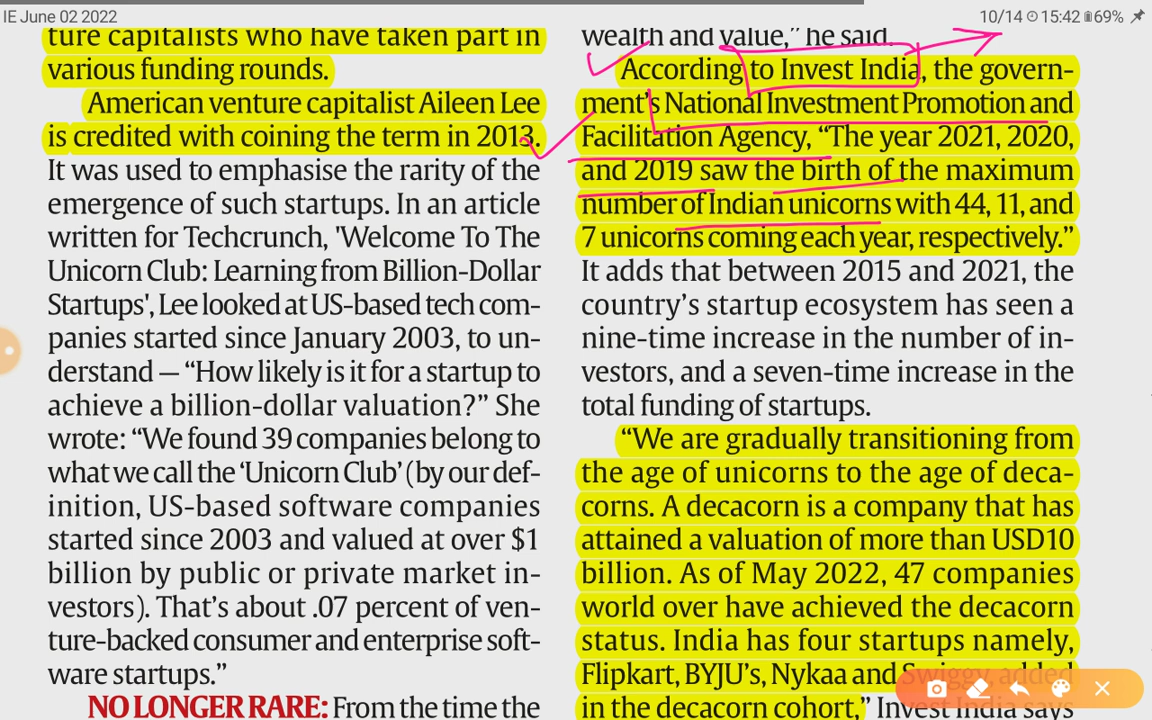 IE June 02 2022
10/14 15:42 69%
ture capitalists who have taken part in
various funding rounds.
American venture capitalist Aileen Lee
is credited with coining the term in 2013.
It was used to emphasise the rarity of the
emergence of such startups. In an article
written for Techcrunch, 'Welcome To The
Unicorn Club: Learning from Billion-Dollar
Startups', Lee looked at US-based tech com-
panies started since January 2003, to un-
derstand — “How likely is it for a startup to
achieve a billion-dollar valuation?” She
wrote: “We found 39 companies belong to
what we call the ‘Unicorn Club’ (by our def-
inition, US-based software companies
started since 2003 and valued at over $1
billion by public or private market in-
vestors). That’s about .07 percent of ven-
ture-backed consumer and enterprise soft-
ware startups.”
NO LONGER RARE: From the time the
wealth and value,” he said.
According to Invest India, the govern-
ment’s National Investment Promotion and
Facilitation Agency, “The year 2021, 2020,
and 2019 saw the birth of the maximum
number of Indian unicorns with 44, 11, and
7 unicorns coming each year, respectively.”
It adds that between 2015 and 2021, the
country’s startup ecosystem has seen a
nine-time increase in the number of in-
vestors, and a seven-time increase in the
total funding of startups.
“We are gradually transitioning from
the age of unicorns to the age of deca-
corns. A decacorn is a company that has
attained a valuation of more than USD10
billion. As of May 2022, 47 companies
world over have achieved the decacorn
status. India has four startups namely,
Flipkart, BYJU’s, Nykaa and Swiggy, added
in the decacorn cohort,” Invest India says